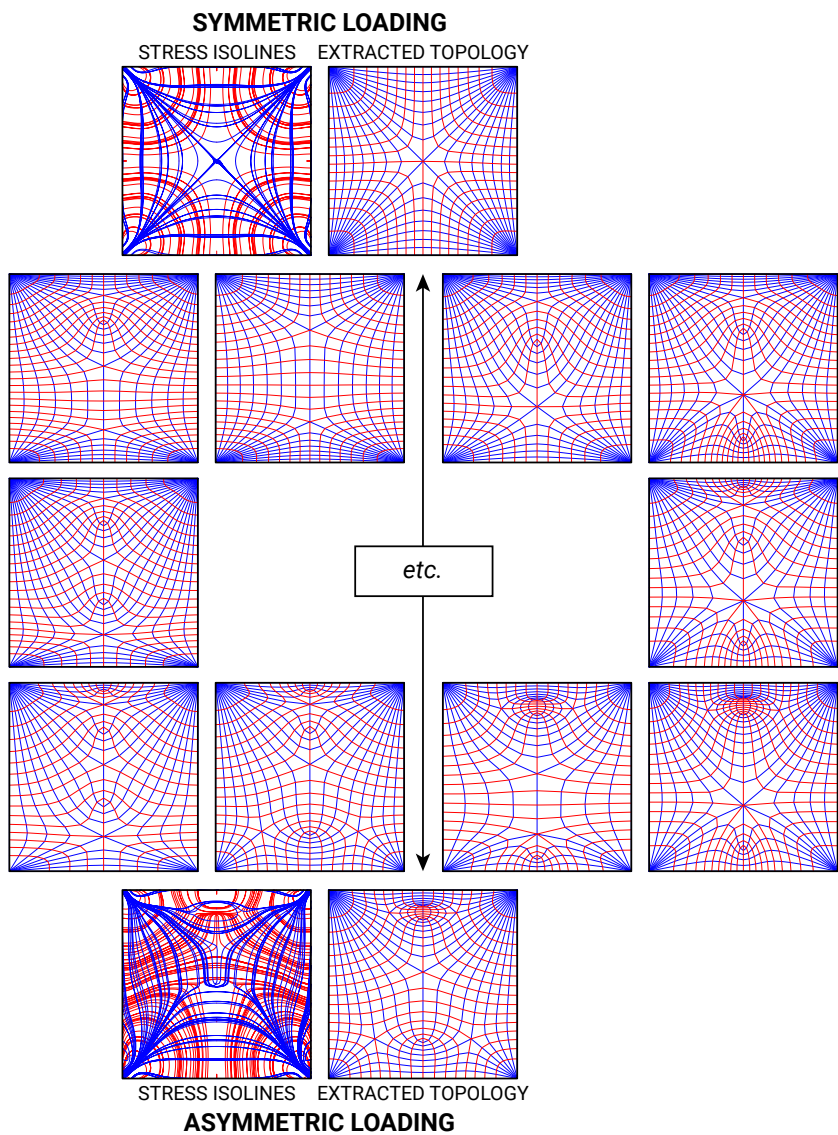 SYMMETRIC LOADING
STRESS ISOLINES EXTRACTED TOPOLOGY
etc.
STRESS ISOLINES EXTRACTED TOPOLOGY
ASYMMETRIC LOADING